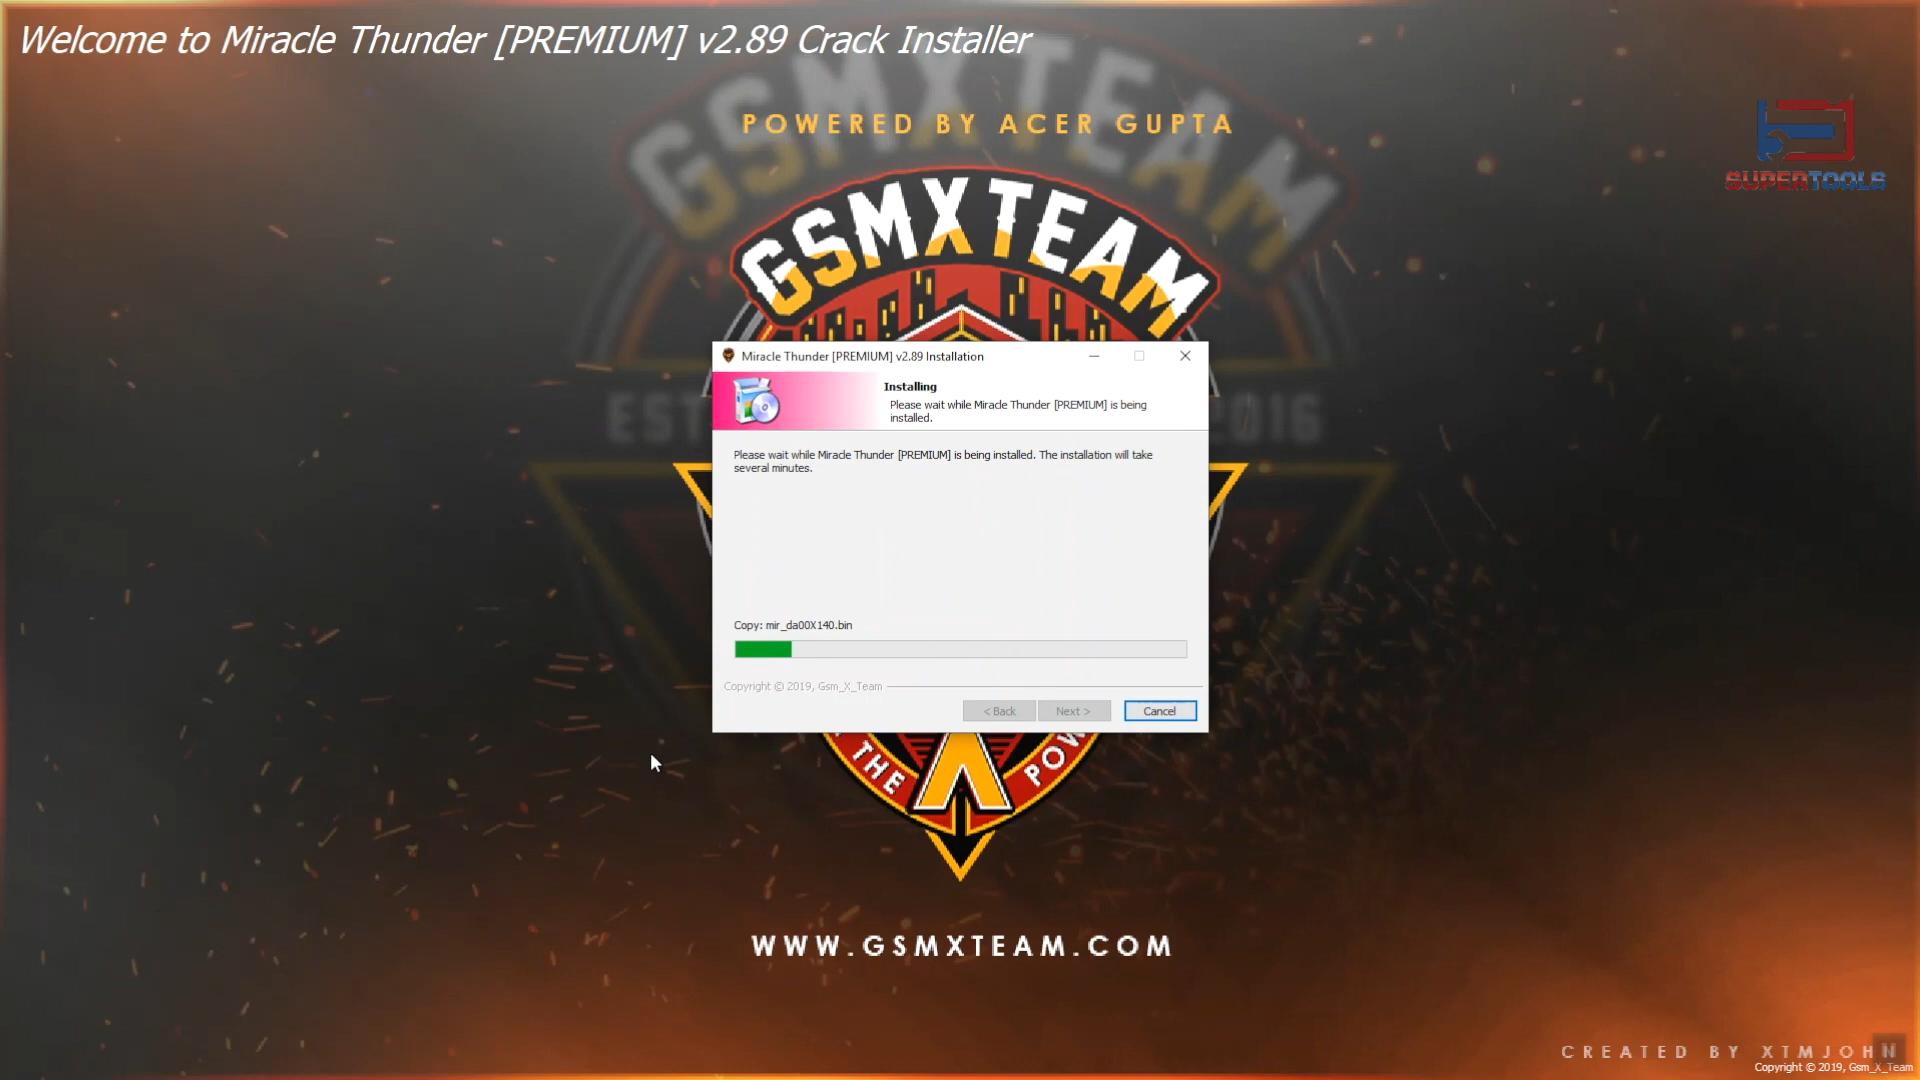 Welcome to Miracle Thunder [PREMIUM] v2.89 Crack Installer
POWERED BY ACER GUPTA
SUPERTOOLS
GSMXTEAM
GSMXTEAM
Miracle Thunder [PREMIUM] v2.89 Installation
Installing
Please wait while Miracle Thunder [PREMIUM] is being
installed.
EST
2016
Please wait while Miracle Thunder [PREMIUM] is being installed. The installation will take
several minutes.
Copy: mir_da00X140.bin
Copyright © 2019, Gsm_X_Team
< Back
Next >
Cancel
THE
POW
WWW.GSMXTEAM.COM
CREATED BY XTMJOHN
Copyright © 2019, Gsm_X_Team